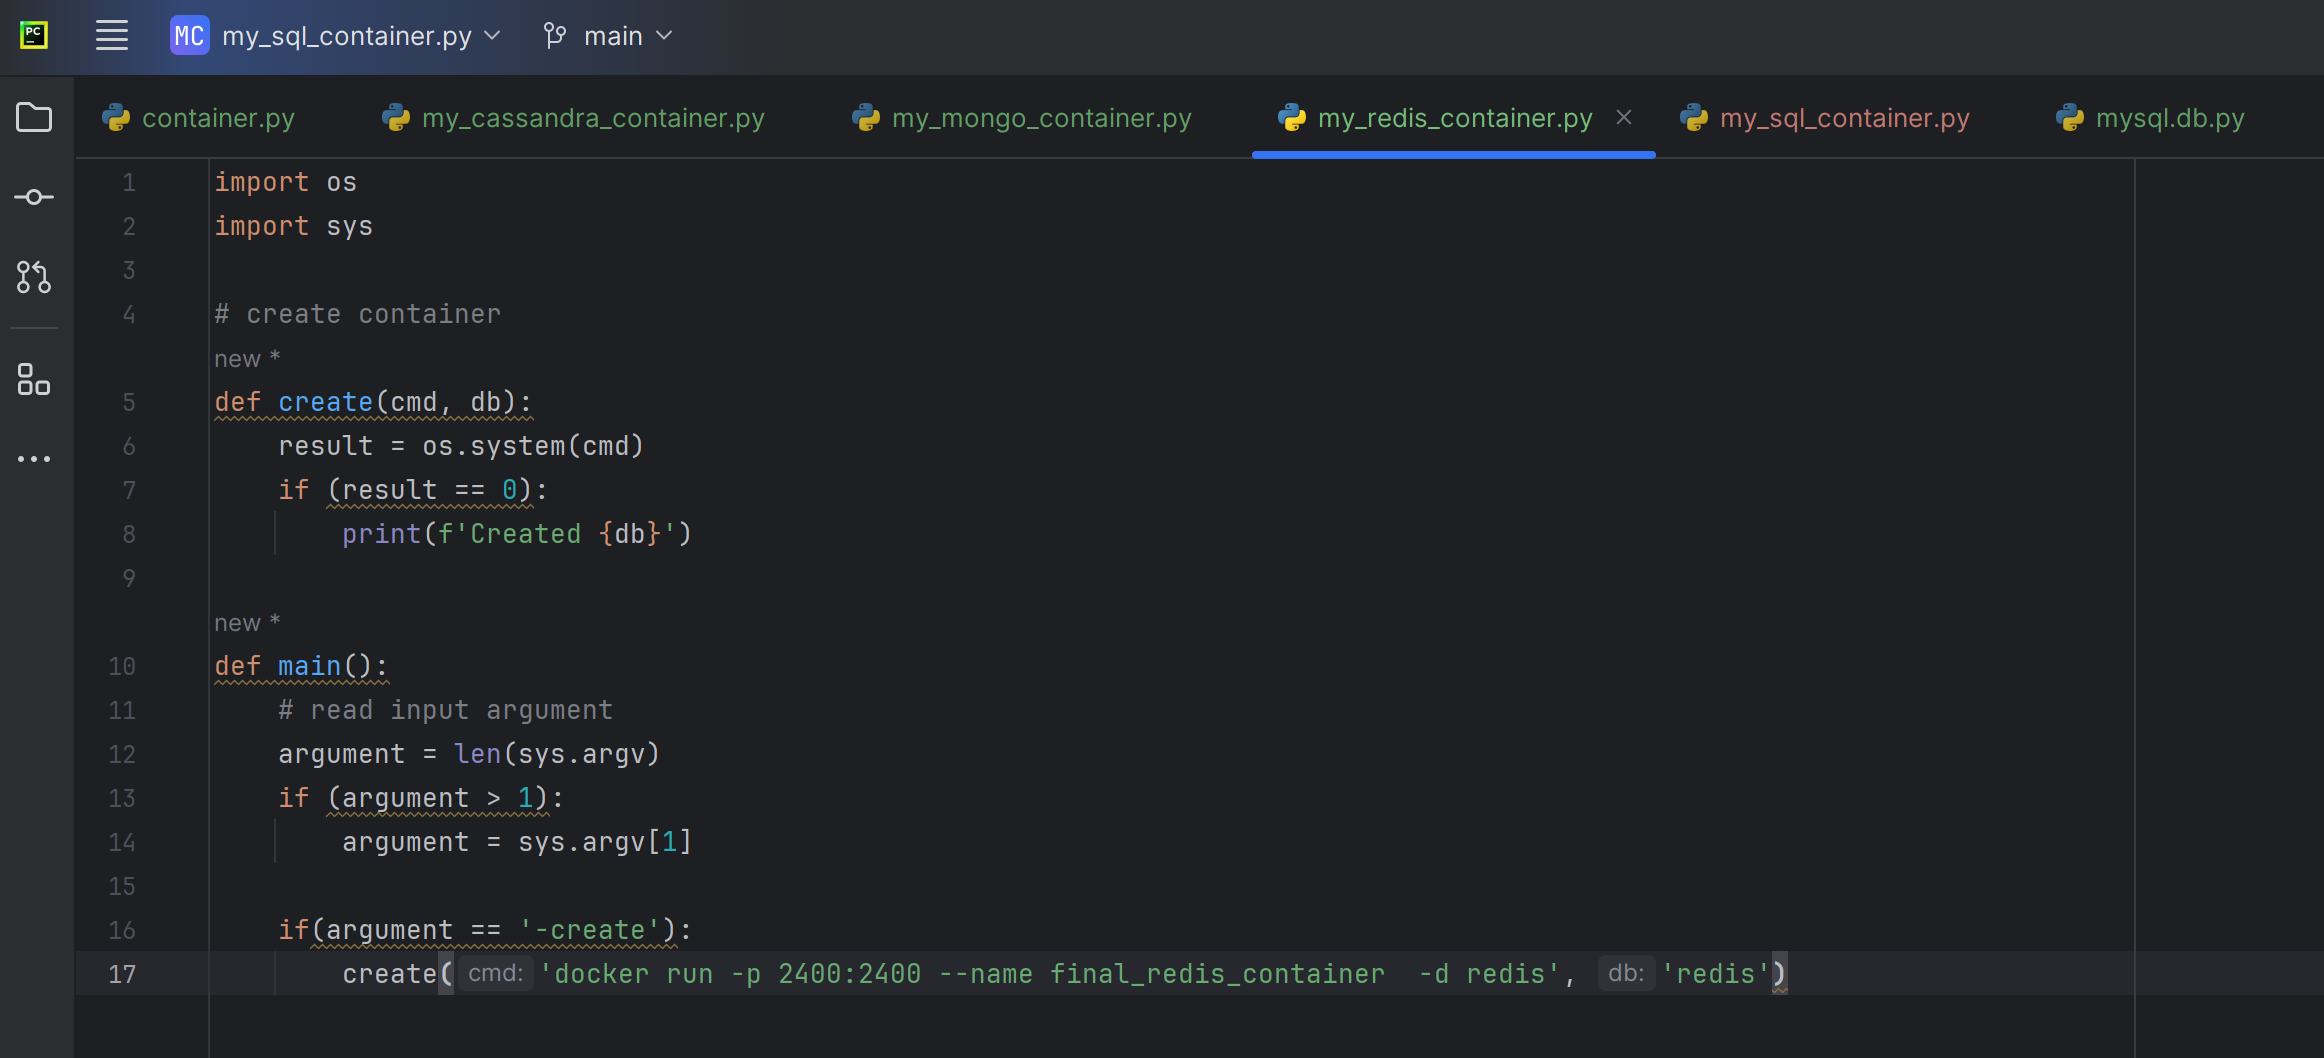 PC MC my_sql_container.py main
container.py my_cassandra_container.py my_mongo_container.py my_redis_container.py my_sql_container.py mysql.db.py
1 import os
2 import sys
3
4 # create container
new *
5 def create(cmd, db):
6 result = os.system(cmd)
7 if (result == 0):
8 print(f'Created {db}')
9
new *
10 def main():
11 # read input argument
12 argument = len(sys.argv)
13 if (argument > 1):
14 argument = sys.argv[1]
15
16 if(argument == '-create'):
17 create( cmd: 'docker run -p 2400:2400 --name final_redis_container  -d redis', db: 'redis')